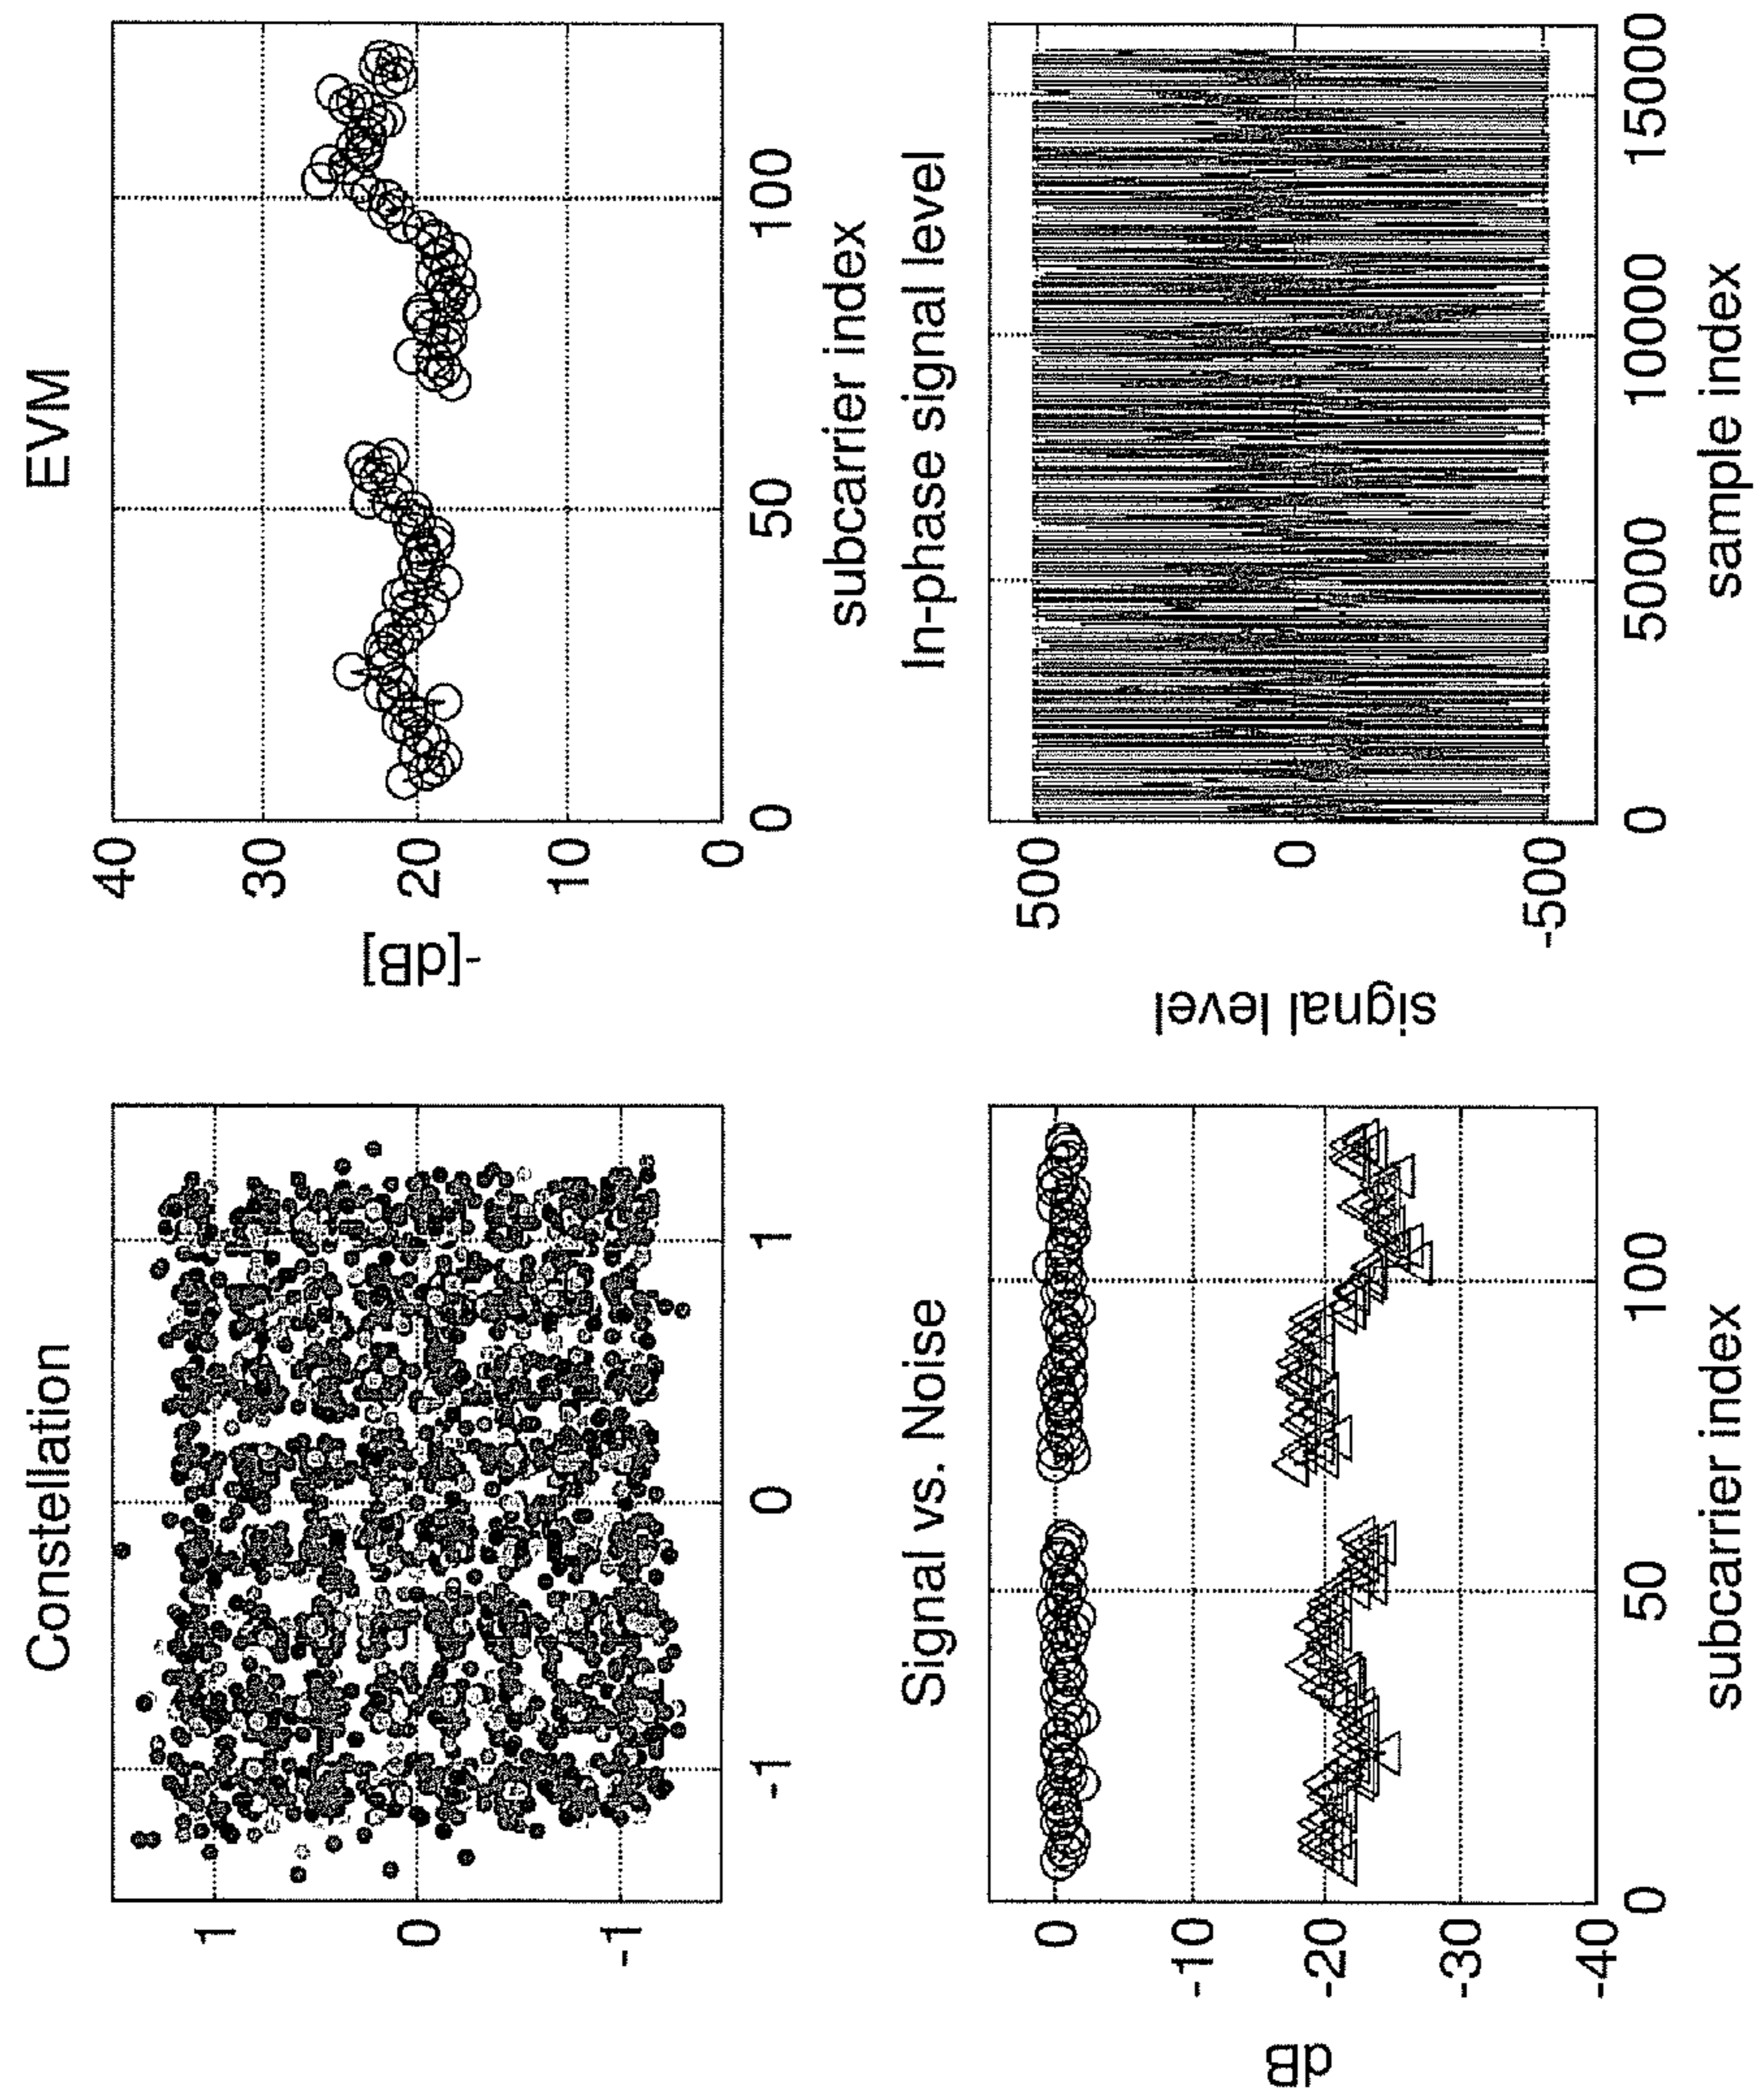 Constellation
1
0
-1
-1
0
1
EVM
-[dB]
40
30
20
10
0
0
50
100
subcarrier index
Signal vs. Noise
dB
0
-10
-20
-30
-40
0
50
100
subcarrier index
In-phase signal level
signal level
500
0
-500
0
5000
10000
15000
sample index